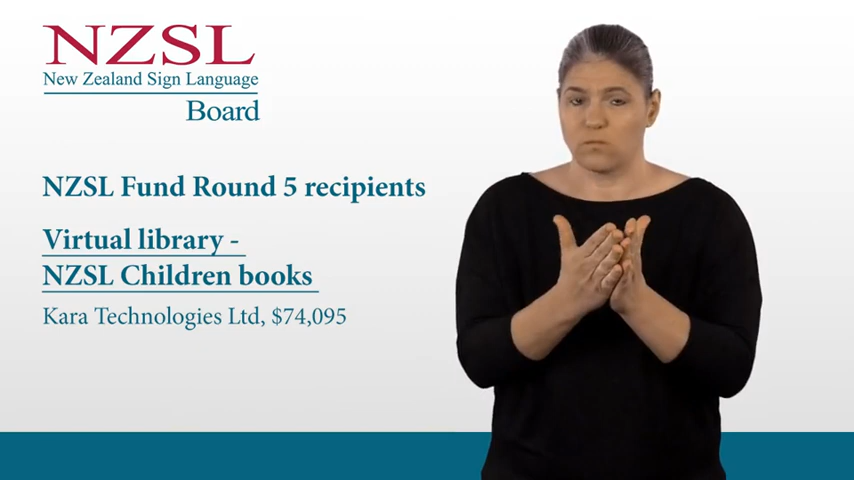 NZSL
New Zealand Sign Language
Board
NZSL Fund Round 5 recipients
Virtual library -
NZSL Children books
Kara Technologies Ltd, $74,095